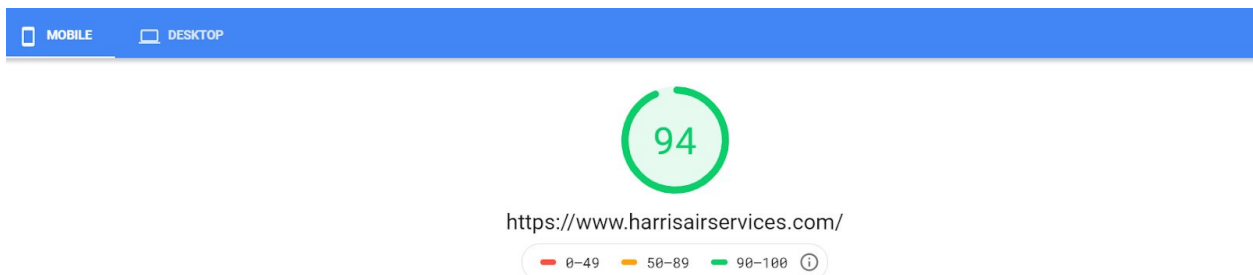 MOBILE DESKTOP
94
https://www.harrisairservices.com/
0–49 50–89 90–100